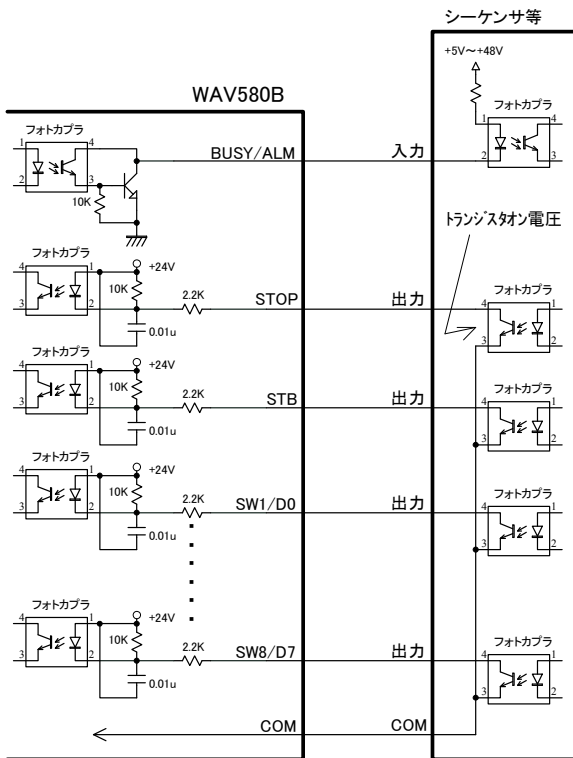 シーケンサ等
+5V～+48V
WAV580B
フォトカプラ
フォトカプラ
1
4
1
4
BUSY/ALM
入力
2
3
2
3
10K
トランジスタオン電圧
フォトカプラ
+24V
4
1
10K
2.2K
STOP
出力
フォトカプラ
4
1
3
2
0.01u
3
2
フォトカプラ
+24V
4
1
10K
2.2K
STB
出力
フォトカプラ
4
1
3
2
0.01u
3
2
フォトカプラ
+24V
4
1
10K
2.2K
SW1/D0
出力
フォトカプラ
4
1
3
2
0.01u
3
2
フォトカプラ
+24V
4
1
10K
2.2K
SW8/D7
出力
フォトカプラ
4
1
3
2
0.01u
3
2
COM
COM